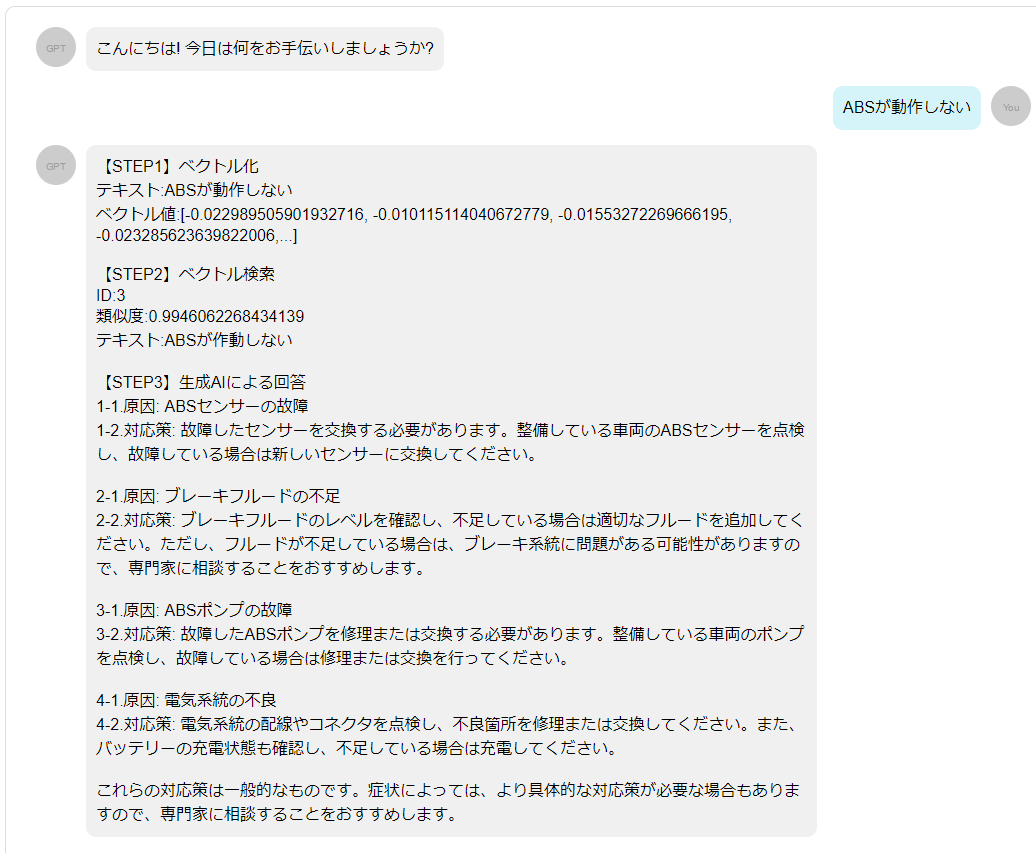 GPT
こんにちは! 今日は何をお手伝いしましょうか?
ABSが動作しない
You
GPT
【STEP1】ベクトル化
テキスト:ABSが動作しない
ベクトル値:[-0.022989505901932716, -0.010115114040672779, -0.01553272269666195,
-0.023285623639822006,...]
【STEP2】ベクトル検索
ID:3
類似度:0.9946062268434139
テキスト:ABSが作動しない
【STEP3】生成AIによる回答
1-1.原因: ABSセンサーの故障
1-2.対応策: 故障したセンサーを交換する必要があります。整備している車両のABSセンサーを点検
し、故障している場合は新しいセンサーに交換してください。
2-1.原因: ブレーキフルードの不足
2-2.対応策: ブレーキフルードのレベルを確認し、不足している場合は適切なフルードを追加してく
ださい。ただし、フルードが不足している場合は、ブレーキ系統に問題がある可能性がありますの
で、専門家に相談することをおすすめします。
3-1.原因: ABSポンプの故障
3-2.対応策: 故障したABSポンプを修理または交換する必要があります。整備している車両のポンプ
を点検し、故障している場合は修理または交換を行ってください。
4-1.原因: 電気系統の不良
4-2.対応策: 電気系統の配線やコネクタを点検し、不良箇所を修理または交換してください。また、
バッテリーの充電状態も確認し、不足している場合は充電してください。
これらの対応策は一般的なものです。症状によっては、より具体的な対応策が必要な場合もありま
すので、専門家に相談することをおすすめします。